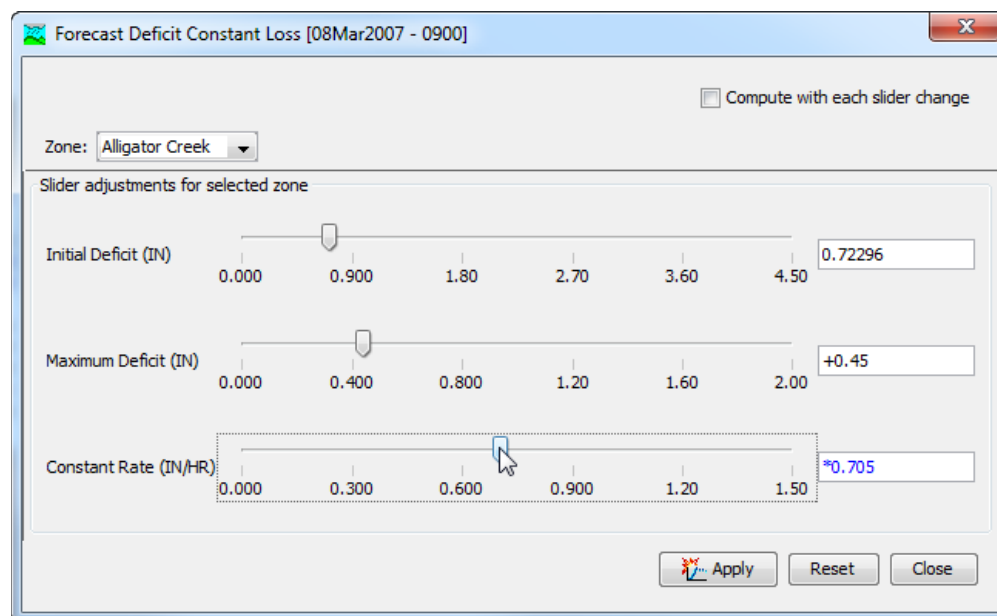 Forecast Deficit Constant Loss [08Mar2007 - 0900]
Compute with each slider change
Zone: Alligator Creek
Slider adjustments for selected zone
Initial Deficit (IN) 0.72296
0.000 0.900 1.80 2.70 3.60 4.50
Maximum Deficit (IN) +0.45
0.000 0.400 0.800 1.20 1.60 2.00
Constant Rate (IN/HR) *0.705
0.000 0.300 0.600 0.900 1.20 1.50
Apply Reset Close